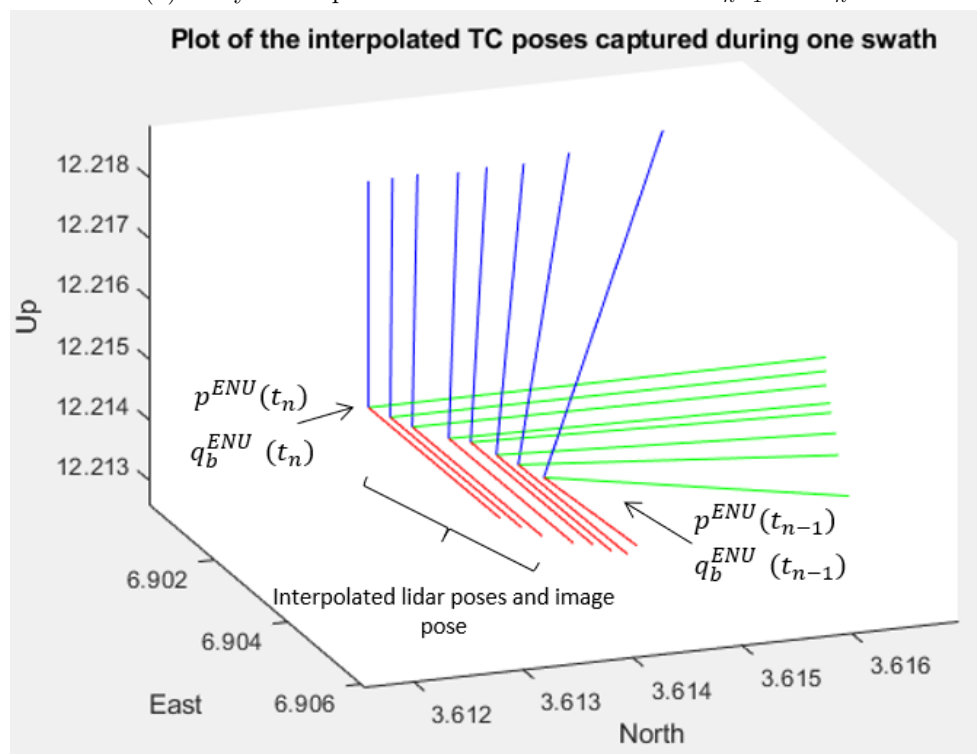 Plot of the interpolated TC poses captured during one swath
12.218
12.217
12.216
12.215
12.214
12.213
Up
p^{ENU}(t_n)
q_b^{ENU} (t_n)
p^{ENU}(t_{n-1})
q_b^{ENU} (t_{n-1})
Interpolated lidar poses and image
pose
6.902
6.904
6.906
East
3.612
3.613
3.614
3.615
3.616
North